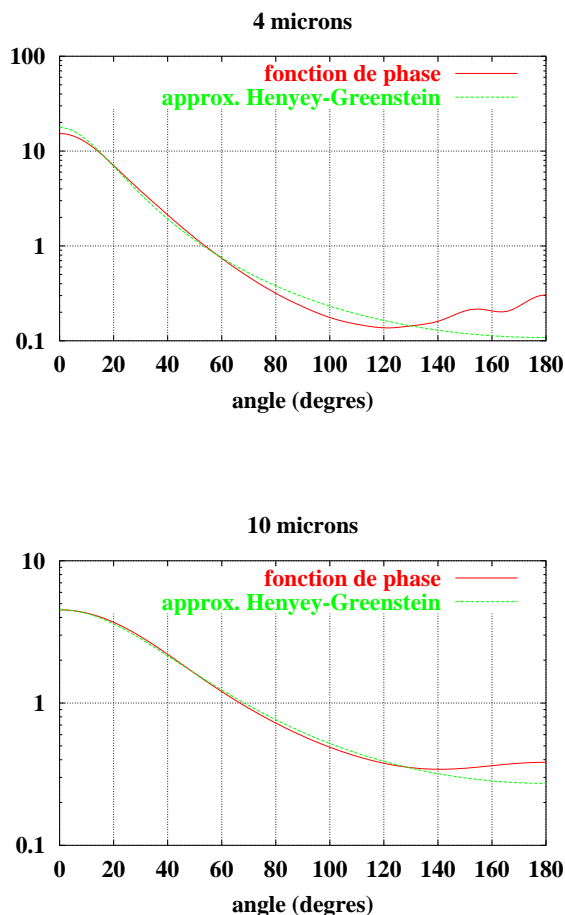 4 microns
fonction de phase
approx. Henyey-Greenstein
100
10
1
0.1
0 20 40 60 80 100 120 140 160 180
angle (degres)
10 microns
fonction de phase
approx. Henyey-Greenstein
10
1
0.1
0 20 40 60 80 100 120 140 160 180
angle (degres)